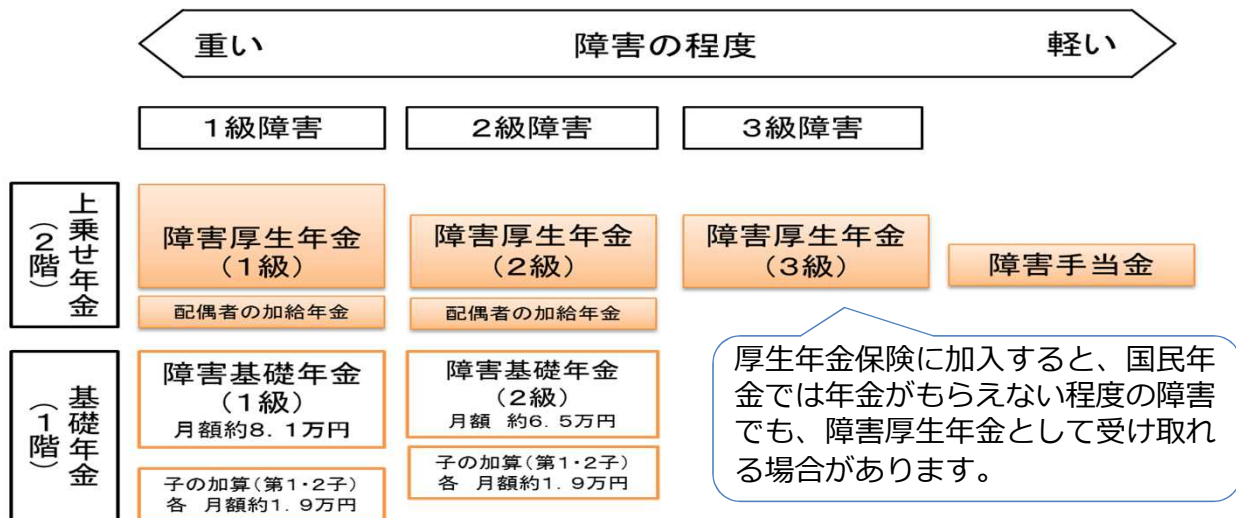 重い 障害の程度 軽い
1級障害 2級障害 3級障害
上乗せ年金
(2階)
障害厚生年金
(1級)
配偶者の加給年金
障害厚生年金
(2級)
配偶者の加給年金
障害厚生年金
(3級)
障害手当金
厚生年金保険に加入すると、国民年
金では年金がもらえない程度の障害
でも、障害厚生年金として受け取れ
る場合があります。
基礎年金
(1階)
障害基礎年金
(1級)
月額約8.1万円
子の加算(第1・2子)
各 月額約1.9万円
障害基礎年金
(2級)
月額 約6.5万円
子の加算(第1・2子)
各 月額約1.9万円